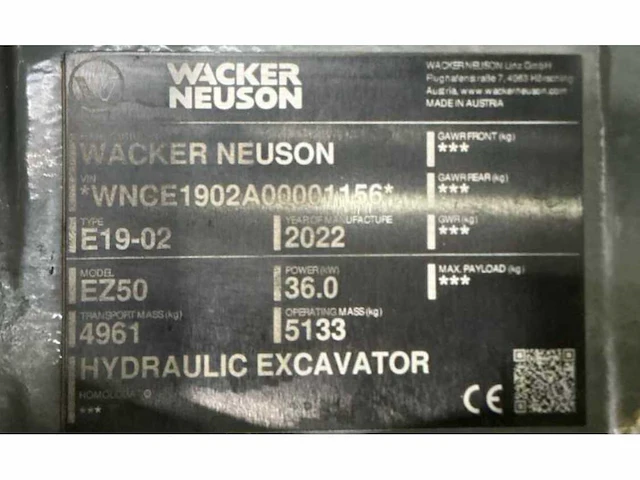 WACKER
NEUSON
WACKER NEUSON Linz GmbH
Flughafenstraße 7, 4063 Hörsching
Austria, www.wackerneuson.com
MADE IN AUSTRIA
WACKER NEUSON
GAWR FRONT (kg)
***
VIN
*WNCE1902A00001156*
GAWR REAR (kg)
***
TYPE
E19-02
YEAR OF MANUFACTURE
2022
GWR (kg)
***
MODEL
EZ50
POWER (kW)
36.0
MAX. PAYLOAD (kg)
***
TRANSPORT MASS (kg)
4961
OPERATING MASS (kg)
5133
HYDRAULIC EXCAVATOR
***
CE